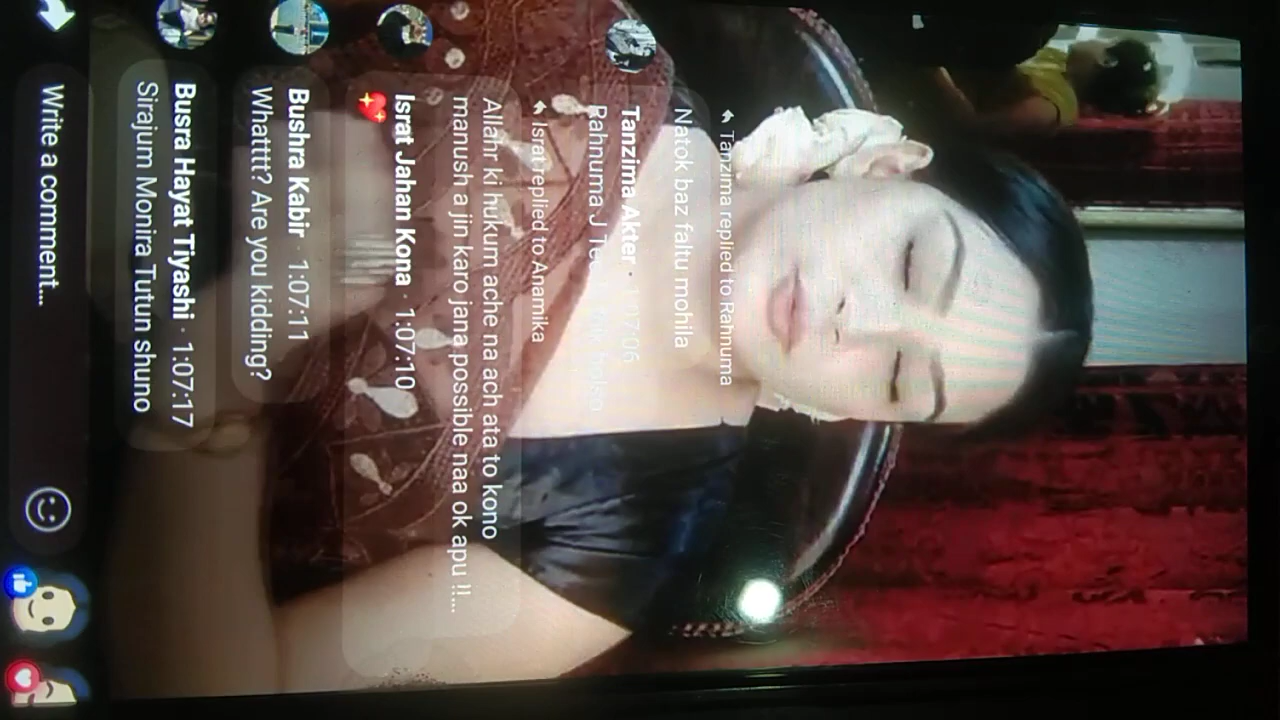 Tanzima replied to Rahnuma
Natok baz faltu mohila
Tanzima Akter · 1:07:06
Rahnuma J
Israt replied to Anamika
Allahr ki hukum ache na ach ata to kono
manush a jin karo jana possible naa ok apu !!...
Israt Jahan Kona · 1:07:10
Bushra Kabir · 1:07:11
Whatttt? Are you kidding?
Busra Hayat Tiyashi · 1:07:17
Sirajum Monira Tutun shuno
Write a comment...